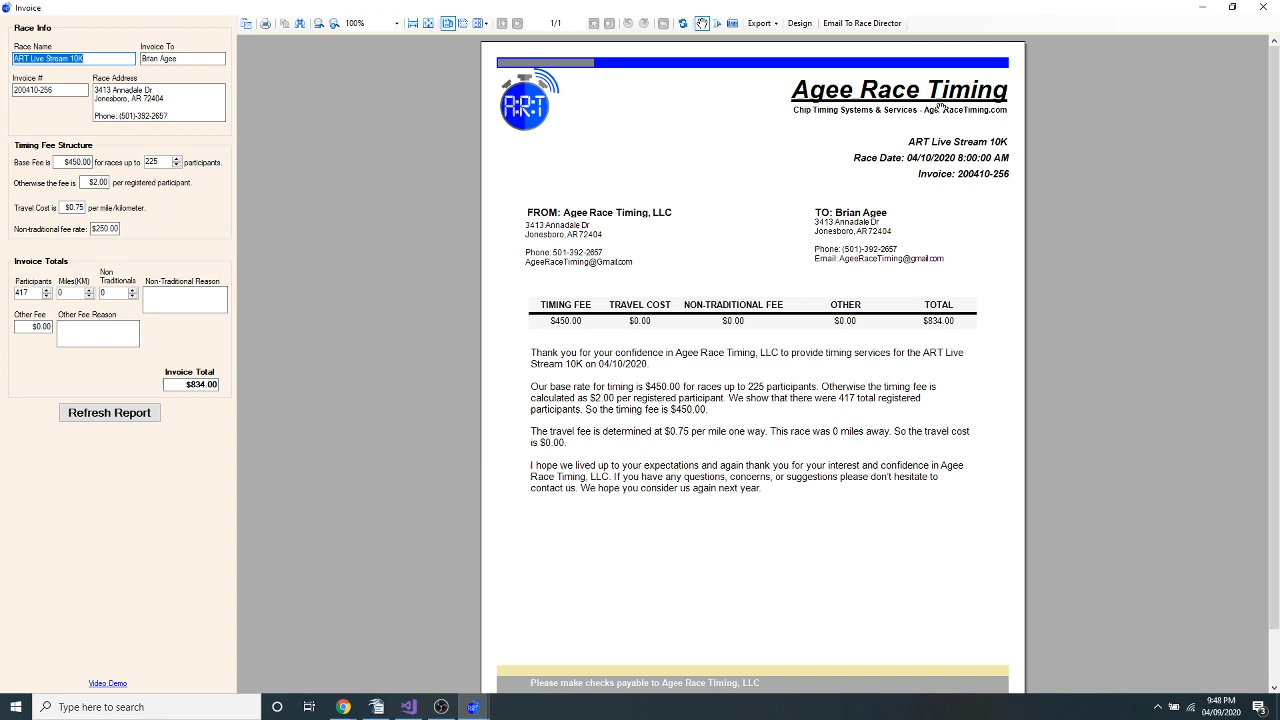 Invoice
Race Info
Race Name
Invoice To
ART Live Stream 10K
Brian Agee
Invoice #
Race Address
200410-256
3413 Annadale Dr
Jonesboro, AR 72404
Phone: (501)-392-2657
Timing Fee Structure
Base Fee is $450.00 for races up to 225 participants.
Otherwise the fee is $2.00 per registered participant.
Travel Cost is $0.75 per mile/kilometer.
Non-traditional fee rate: $250.00
Invoice Totals
Participants Miles(KM) Non Traditionals Non-Traditional Reason
417 0 0
Other Fee Other Fee Reason
$0.00
Invoice Total
$834.00
Refresh Report
Video Demo
100% 1/1 Export Design Email To Race Director
A:R:T
Agee Race Timing
Chip Timing Systems & Services - AgeeRaceTiming.com
ART Live Stream 10K
Race Date: 04/10/2020 8:00:00 AM
Invoice: 200410-256
FROM: Agee Race Timing, LLC
3413 Annadale Dr
Jonesboro, AR 72404
Phone: 501-392-2657
AgeeRaceTiming@Gmail.com
TO: Brian Agee
3413 Annadale Dr
Jonesboro, AR 72404
Phone: (501)-392-2657
Email: AgeeRaceTiming@gmail.com
TIMING FEE TRAVEL COST NON-TRADITIONAL FEE OTHER TOTAL
$450.00 $0.00 $0.00 $0.00 $834.00
Thank you for your confidence in Agee Race Timing, LLC to provide timing services for the ART Live
Stream 10K on 04/10/2020.
Our base rate for timing is $450.00 for races up to 225 participants. Otherwise the timing fee is
calculated as $2.00 per registered participant. We show that there were 417 total registered
participants. So the timing fee is $450.00.
The travel fee is determined at $0.75 per mile one way. This race was 0 miles away. So the travel cost
is $0.00.
I hope we lived up to your expectations and again thank you for your interest and confidence in Agee
Race Timing, LLC. If you have any questions, concerns, or suggestions please don't hesitate to
contact us. We hope you consider us again next year.
Please make checks payable to Agee Race Timing, LLC
Type here to search
9:48 PM
04/09/2020
3